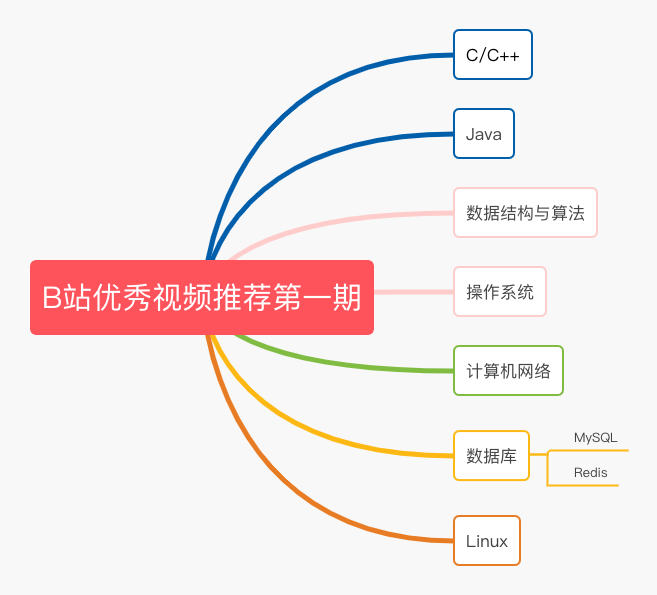 C/C++
Java
数据结构与算法
B站优秀视频推荐第一期
操作系统
计算机网络
数据库
MySQL
Redis
Linux